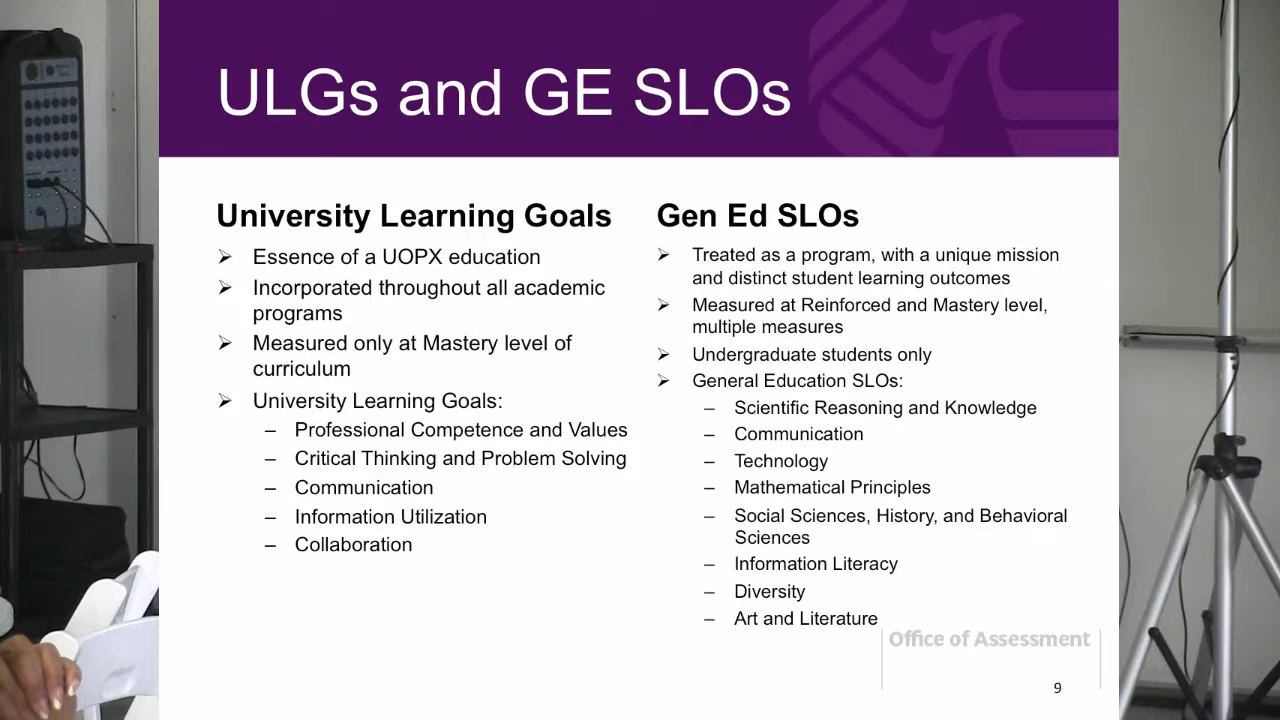 ULGs and GE SLOs
University Learning Goals
Essence of a UOPX education
Incorporated throughout all academic
programs
Measured only at Mastery level of
curriculum
University Learning Goals:
– Professional Competence and Values
– Critical Thinking and Problem Solving
– Communication
– Information Utilization
– Collaboration
Gen Ed SLOs
Treated as a program, with a unique mission
and distinct student learning outcomes
Measured at Reinforced and Mastery level,
multiple measures
Undergraduate students only
General Education SLOs:
– Scientific Reasoning and Knowledge
– Communication
– Technology
– Mathematical Principles
– Social Sciences, History, and Behavioral
Sciences
– Information Literacy
– Diversity
– Art and Literature
Office of Assessment
9